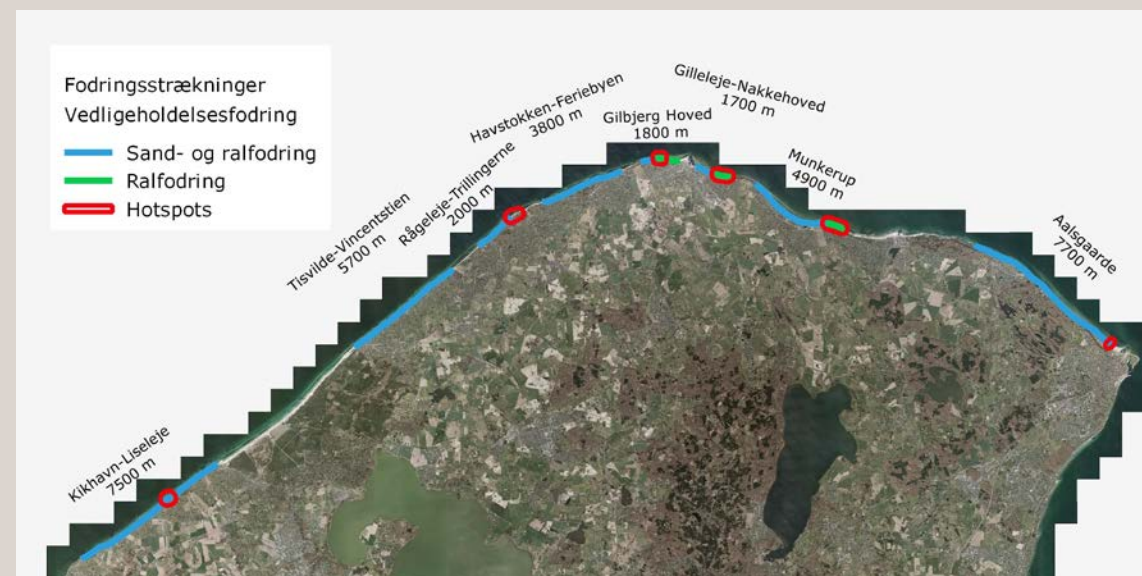 Fodringsstrækninger
Vedligeholdelsesfodring
Sand- og ralfodring
Ralfodring
Hotspots
Kikhavn-Liseleje
7500 m
Tisvilde-Vincentstien
5700 m
Rågeleje-Trillingerne
2000 m
Havstokken-Feriebyen
3800 m
Gilbjerg Hoved
1800 m
Gilleleje-Nakkehoved
1700 m
Munkerup
4900 m
Aalsgaarde
7700 m